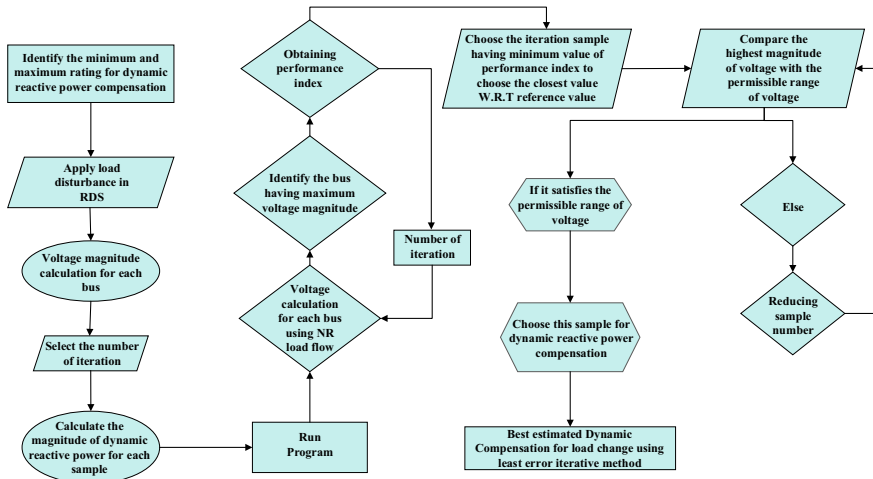 Identify the minimum and
maximum rating for dynamic
reactive power compensation
Apply load
disturbance in
RDS
Voltage magnitude
calculation for each
bus
Select the number
of iteration
Calculate the
magnitude of dynamic
reactive power for each
sample
Run
Program
Voltage
calculation
for each bus
using NR
load flow
Identify the bus
having maximum
voltage magnitude
Obtaining
performance
index
Number of
iteration
Choose the iteration sample
having minimum value of
performance index to
choose the closest value
W.R.T reference value
Compare the
highest magnitude
of voltage with the
permissible range
of voltage
If it satisfies the
permissible range of
voltage
Choose this sample for
dynamic reactive power
compensation
Best estimated Dynamic
Compensation for load change using
least error iterative method
Else
Reducing
sample
number